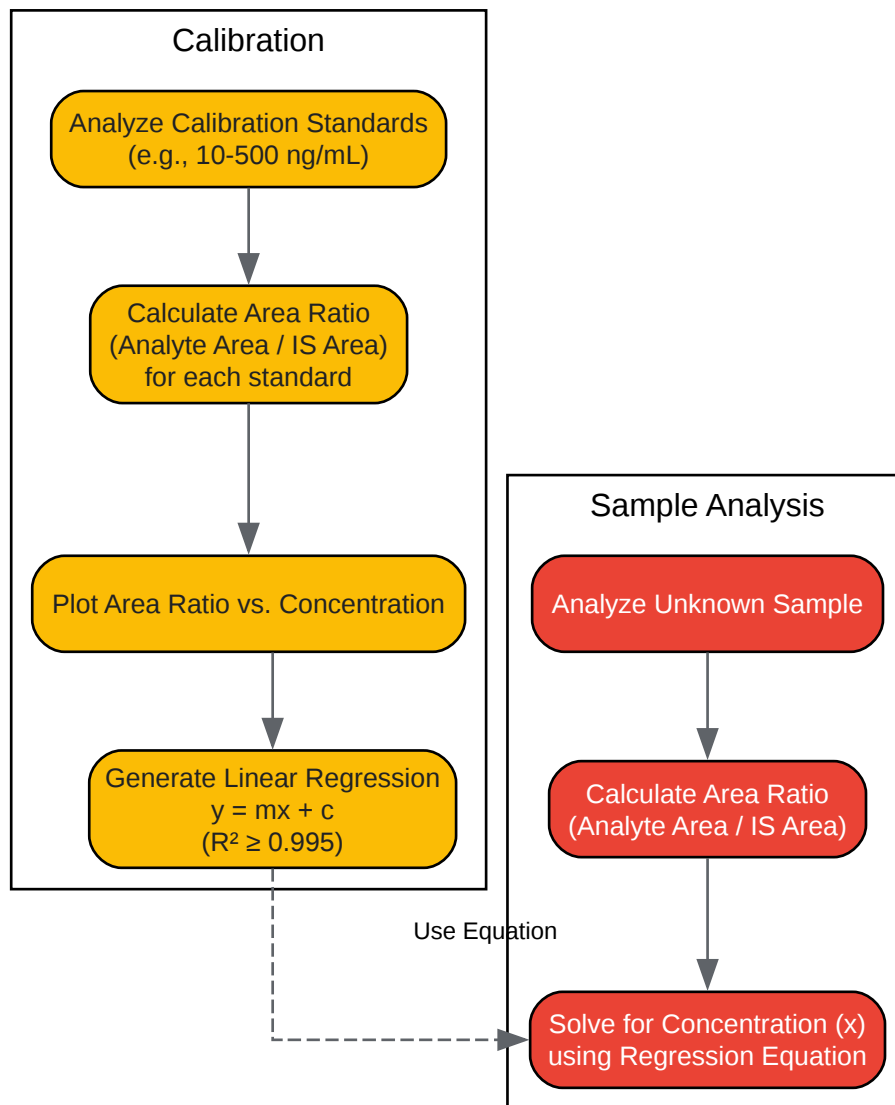 Calibration
Analyze Calibration Standards
(e.g., 10-500 ng/mL)
Calculate Area Ratio
(Analyte Area / IS Area)
for each standard
Plot Area Ratio vs. Concentration
Generate Linear Regression
y = mx + c
(R² ≥ 0.995)
Use Equation
Sample Analysis
Analyze Unknown Sample
Calculate Area Ratio
(Analyte Area / IS Area)
Solve for Concentration (x)
using Regression Equation